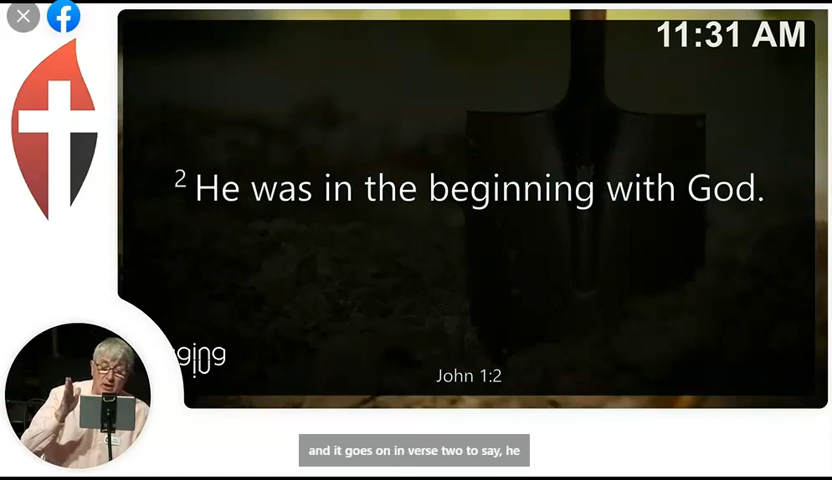 11:31 AM
2 He was in the beginning with God.
John 1:2
and it goes on in verse two to say, he